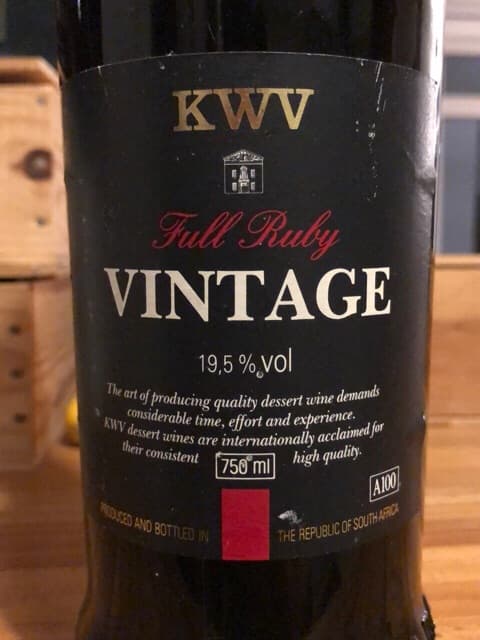 KWV
Full Ruby
VINTAGE
19,5 % vol
The art of producing quality dessert wine demands
considerable time, effort and experience.
KWV dessert wines are internationally acclaimed for
their consistent high quality.
750 ml
A100
PRODUCED AND BOTTLED IN THE REPUBLIC OF SOUTH AFRICA